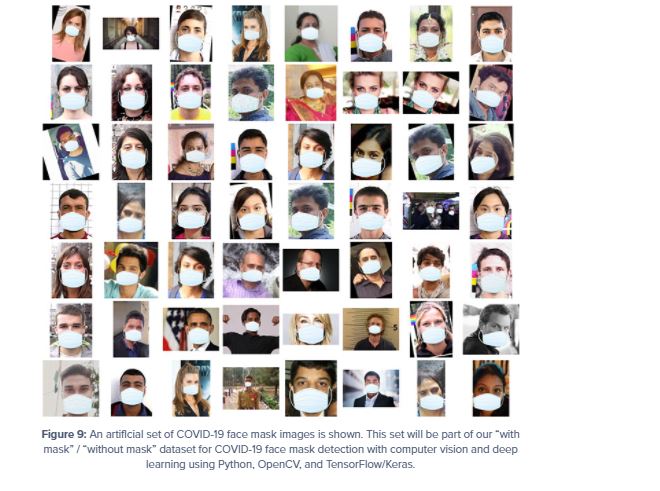 Figure 9: An artificial set of COVID-19 face mask images is shown. This set will be part of our “with
mask” / “without mask” dataset for COVID-19 face mask detection with computer vision and deep
learning using Python, OpenCV, and TensorFlow/Keras.